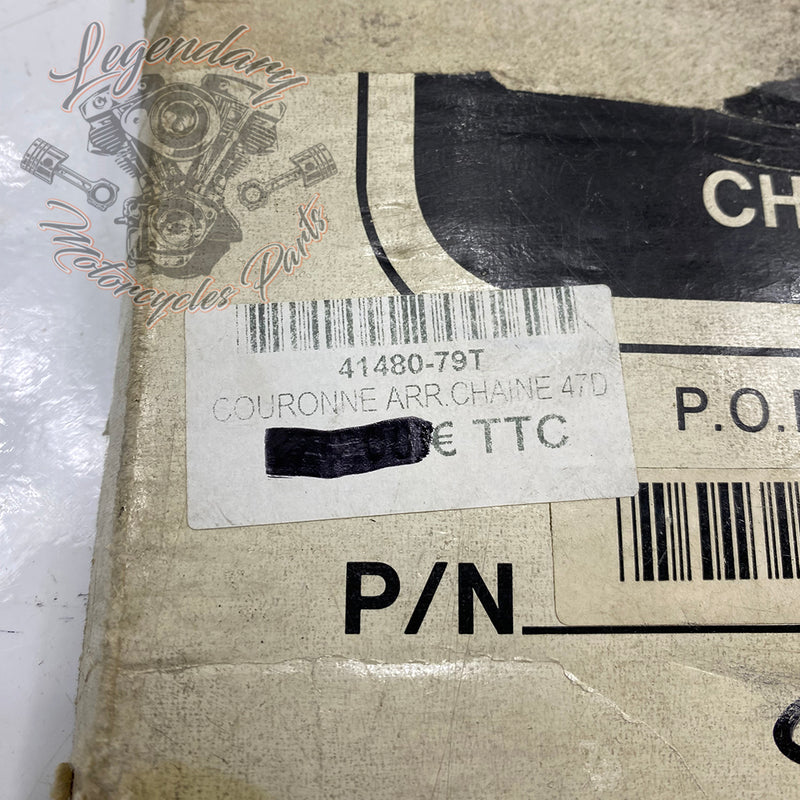 Legendary
Motorcycles Parts
CH
41480-79T
COURONNE ARR.CHAINE 47D
€ TTC
P.O.
P/N